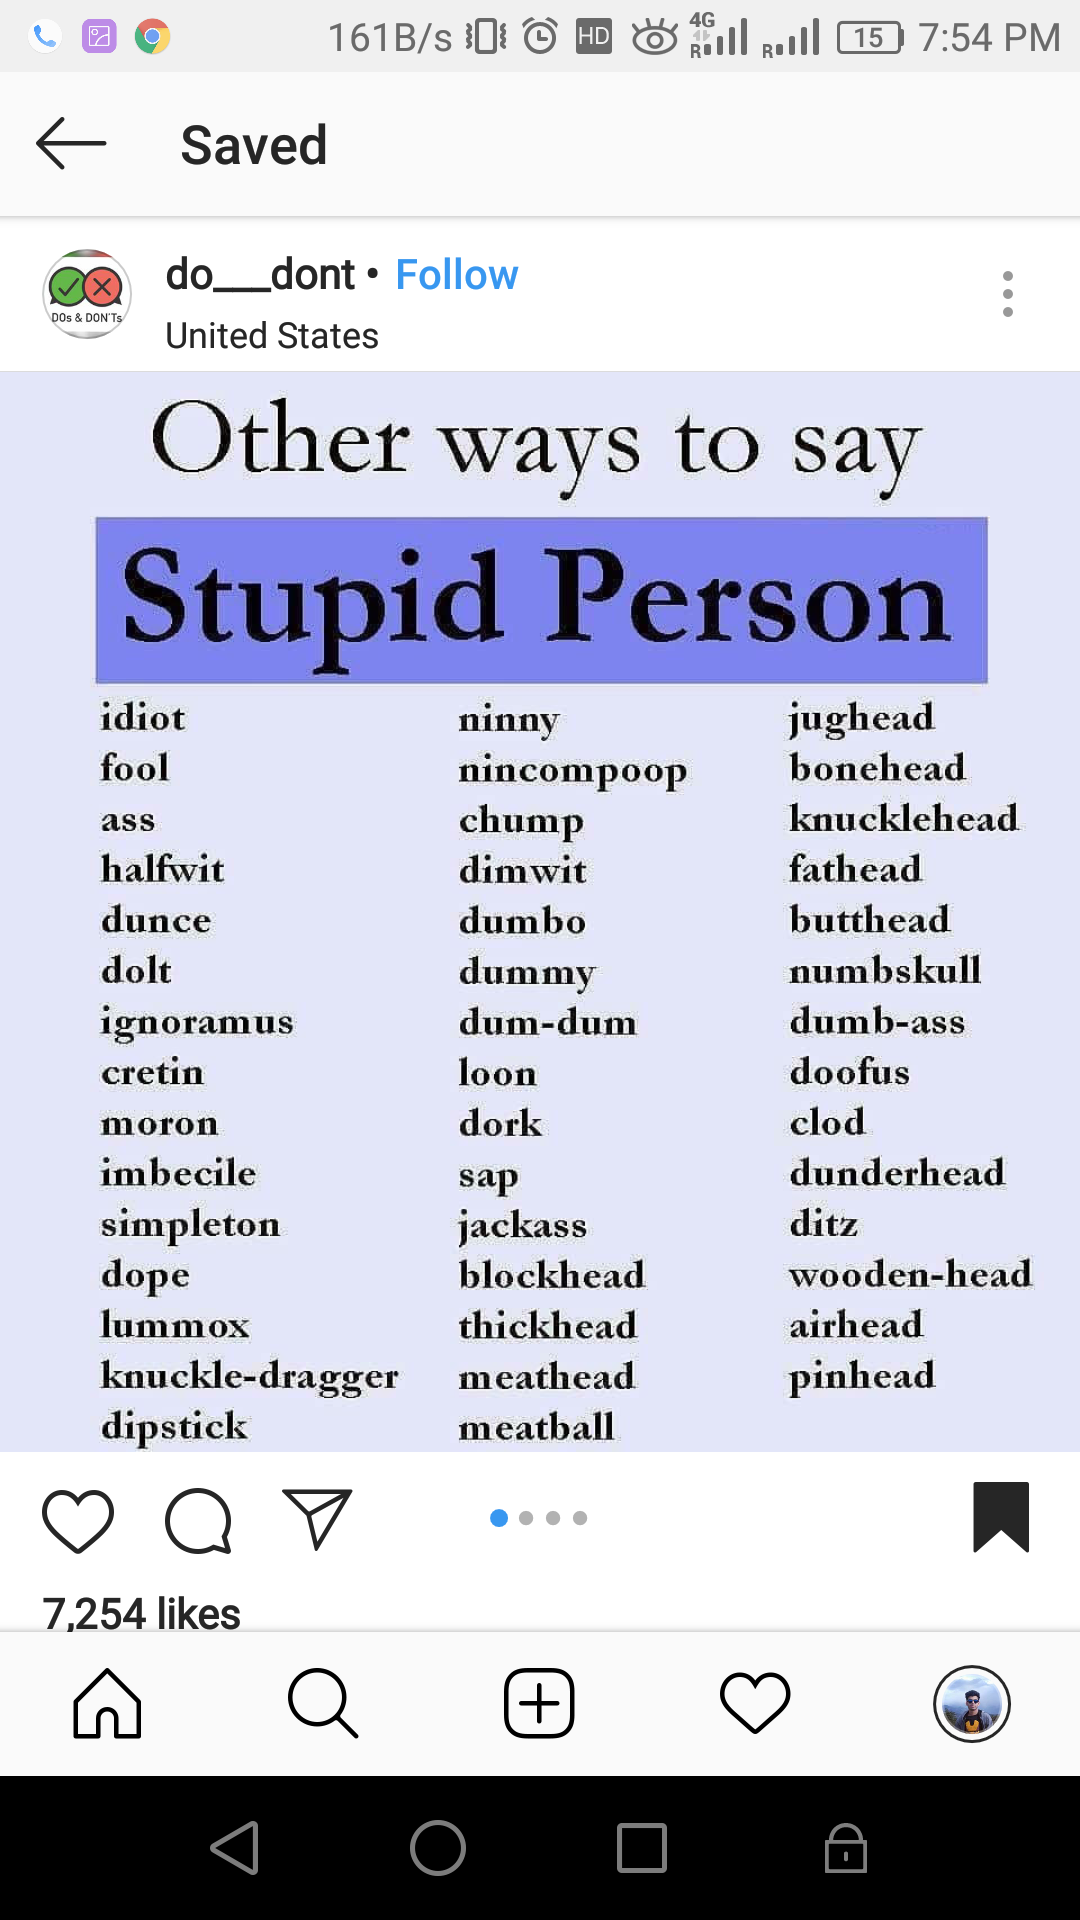 161B/s HD 4G R R 15 7:54 PM
Saved
do___dont • Follow
DOs & DON'Ts
United States
Other ways to say
Stupid Person
idiot
fool
ass
halfwit
dunce
dolt
ignoramus
cretin
moron
imbecile
simpleton
dope
lummox
knuckle-dragger
dipstick
ninny
nincompoop
chump
dimwit
dumbo
dummy
dum-dum
loon
dork
sap
jackass
blockhead
thickhead
meathead
meatball
jughead
bonehead
knucklehead
fathead
butthead
numbskull
dumb-ass
doofus
clod
dunderhead
ditz
wooden-head
airhead
pinhead
7,254 likes